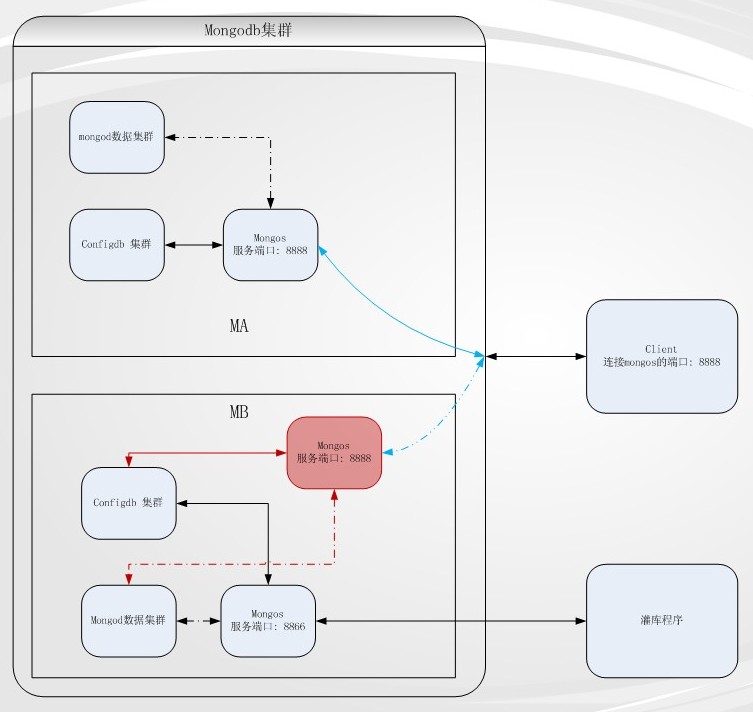 Mongodb集群
mongod数据集群
Configdb 集群
Mongos
服务端口: 8888
MA
Client
连接mongos的端口: 8888
MB
Mongos
服务端口: 8888
Configdb 集群
Mongod数据集群
Mongos
服务端口: 8866
灌库程序